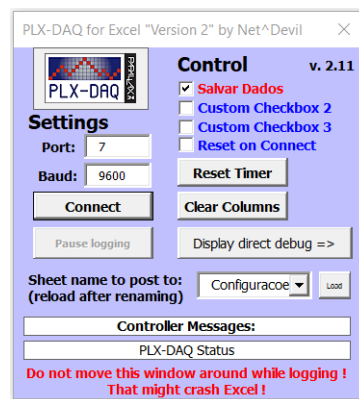 PLX-DAQ for Excel "Version 2" by Net^Devil
PLX-DAQ
PARALLAX
Control
v. 2.11
Salvar Dados
Custom Checkbox 2
Custom Checkbox 3
Reset on Connect
Settings
Port: 7
Baud: 9600
Reset Timer
Connect
Clear Columns
Pause logging
Display direct debug =>
Sheet name to post to:
(reload after renaming)
Configuracoe
Load
Controller Messages:
PLX-DAQ Status
Do not move this window around while logging !
That might crash Excel !